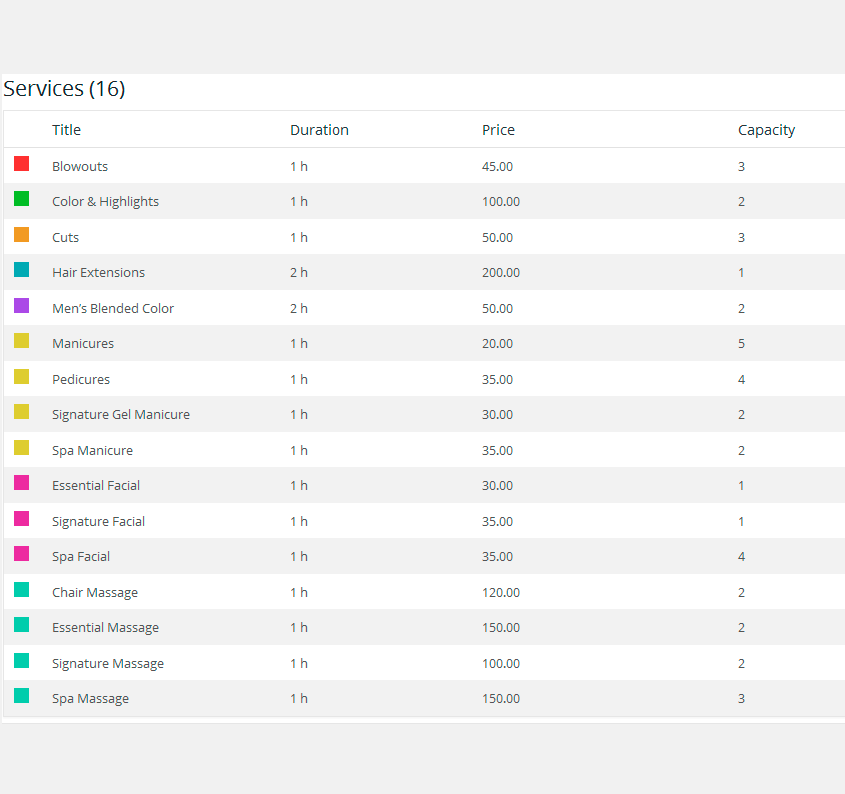 Services (16)
Title Duration Price Capacity
Blowouts 1 h 45.00 3
Color & Highlights 1 h 100.00 2
Cuts 1 h 50.00 3
Hair Extensions 2 h 200.00 1
Men’s Blended Color 2 h 50.00 2
Manicures 1 h 20.00 5
Pedicures 1 h 35.00 4
Signature Gel Manicure 1 h 30.00 2
Spa Manicure 1 h 35.00 2
Essential Facial 1 h 30.00 1
Signature Facial 1 h 35.00 1
Spa Facial 1 h 35.00 4
Chair Massage 1 h 120.00 2
Essential Massage 1 h 150.00 2
Signature Massage 1 h 100.00 2
Spa Massage 1 h 150.00 3